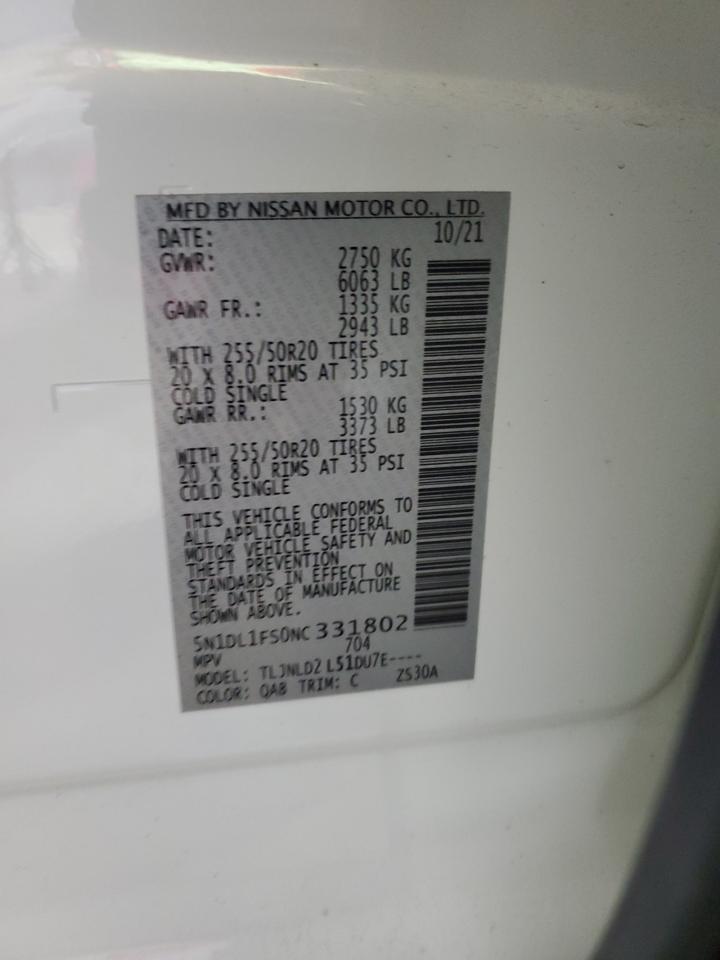 MFD BY NISSAN MOTOR CO., LTD.
DATE: 10/21
GVWR: 2750 KG
6063 LB
GAWR FR.: 1335 KG
2943 LB
WITH 255/50R20 TIRES
20 X 8.0 RIMS AT 35 PSI
COLD SINGLE
GAWR RR.: 1530 KG
3373 LB
WITH 255/50R20 TIRES
20 X 8.0 RIMS AT 35 PSI
COLD SINGLE
THIS VEHICLE CONFORMS TO
ALL APPLICABLE FEDERAL
MOTOR VEHICLE SAFETY AND
THEFT PREVENTION
STANDARDS IN EFFECT ON
THE DATE OF MANUFACTURE
SHOWN ABOVE.
5N1DL1FS0NC331802
MPV 704
MODEL: TLJNLD2 L51DU7E----
COLOR: QAB TRIM: C ZS30A